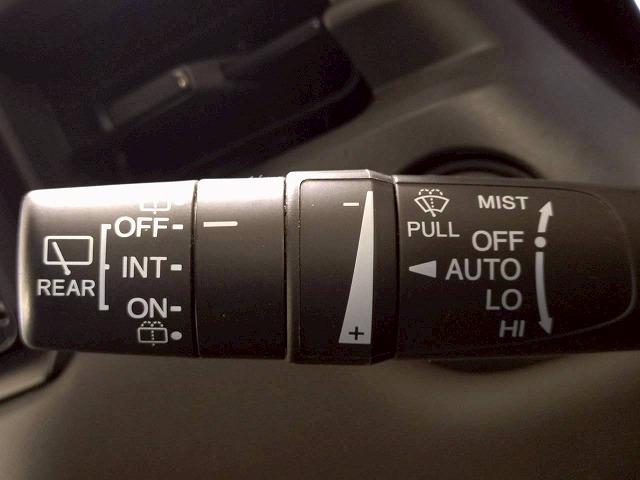 REAR
OFF
INT
ON
−
+
PULL
MIST
OFF
AUTO
LO
HI